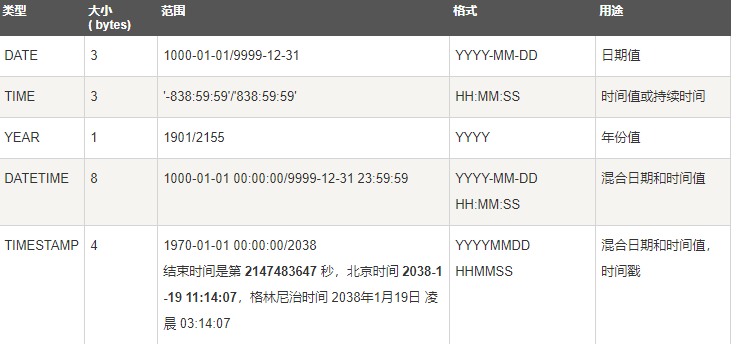 类型 大小 范围 格式 用途
( bytes)
DATE 3 1000-01-01/9999-12-31 YYYY-MM-DD 日期值
TIME 3 '-838:59:59'/'838:59:59' HH:MM:SS 时间值或持续时间
YEAR 1 1901/2155 YYYY 年份值
DATETIME 8 1000-01-01 00:00:00/9999-12-31 23:59:59 YYYY-MM-DD 混合日期和时间值
HH:MM:SS
TIMESTAMP 4 1970-01-01 00:00:00/2038 YYYYMMDD 混合日期和时间值，
结束时间是第 2147483647 秒，北京时间 2038-1 HHMMSS 时间戳
-19 11:14:07，格林尼治时间 2038年1月19日 凌
晨 03:14:07